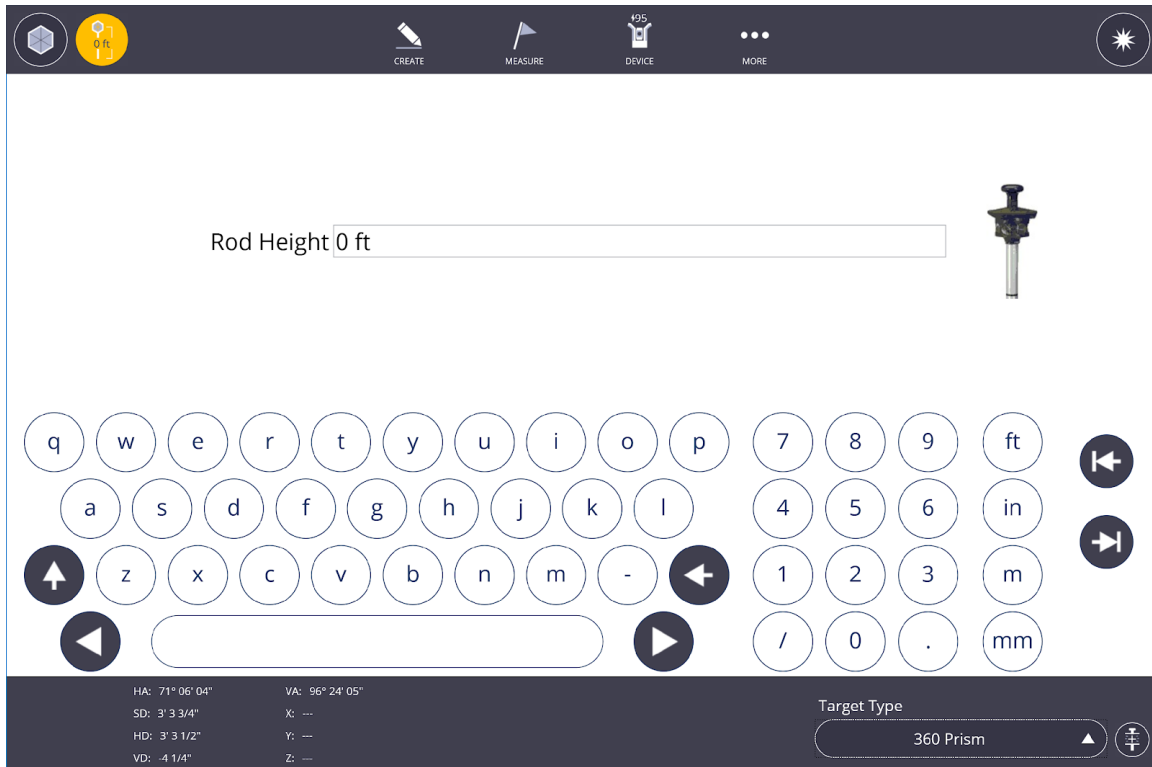 0 ft
CREATE
MEASURE
95
DEVICE
MORE
Rod Height 0 ft
q w e r t y u i o p 7 8 9 ft
a s d f g h j k l 4 5 6 in
z x c v b n m - 1 2 3 m
/ 0 . mm
HA: 71° 06' 04" VA: 96° 24' 05"
SD: 3' 3 3/4" X: ---
HD: 3' 3 1/2" Y: ---
VD: -4 1/4" Z: ---
Target Type
360 Prism